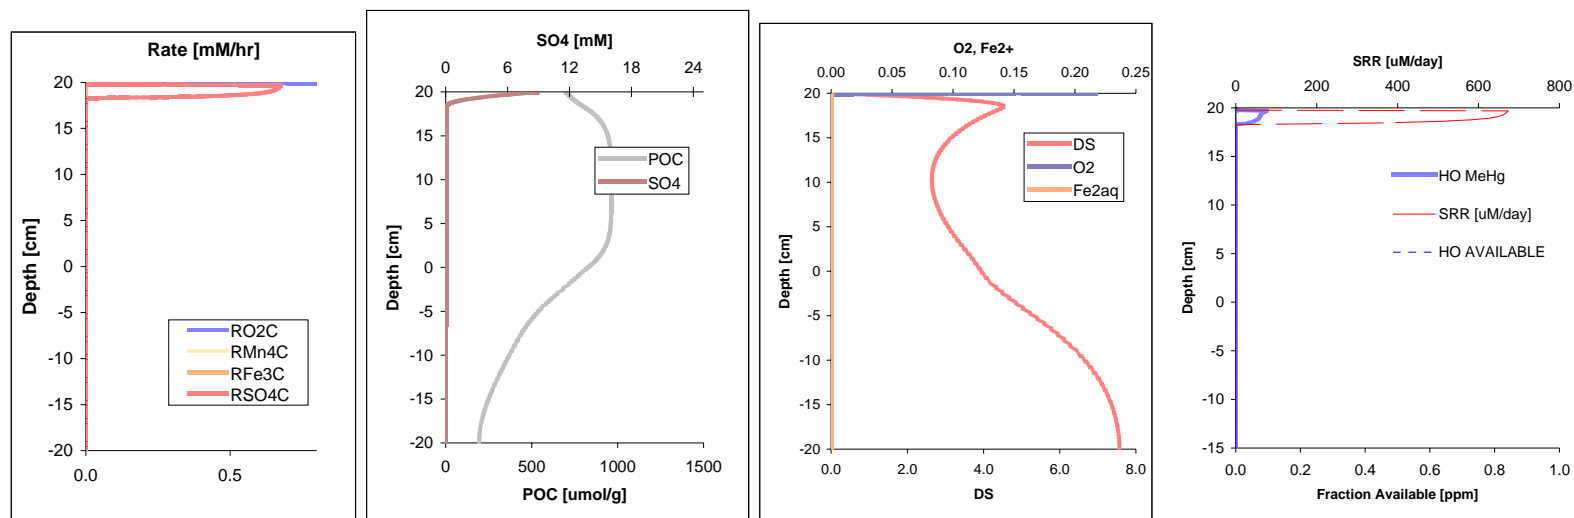 Rate [mM/hr]
20
15
10
5
0
-5
-10
-15
-20
0.0
0.5
Depth [cm]
RO2C
RMn4C
RFe3C
RSO4C
SO4 [mM]
0
6
12
16
24
20
15
10
5
0
-5
-10
-15
-20
0
500
1000
1500
POC [umol/g]
Depth [cm]
POC
SO4
O2, Fe2+
0.00
0.05
0.10
0.15
0.20
0.25
20
15
10
5
0
-5
-10
-15
-20
0.0
2.0
4.0
6.0
8.0
DS
Depth [cm]
DS
O2
Fe2aq
SRR [uM/day]
0
200
400
600
800
20
15
10
5
0
-5
-10
-15
0.0
0.2
0.4
0.6
0.8
1.0
Fraction Available [ppm]
Depth [cm]
HO MeHg
SRR [uM/day]
HO AVAILABLE